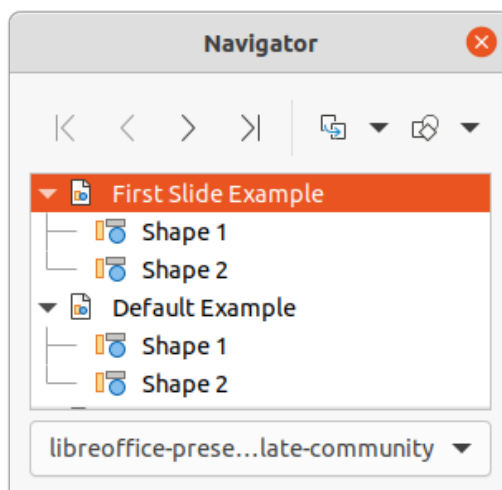 Navigator
First Slide Example
Shape 1
Shape 2
Default Example
Shape 1
Shape 2
libreoffice-prese...late-community